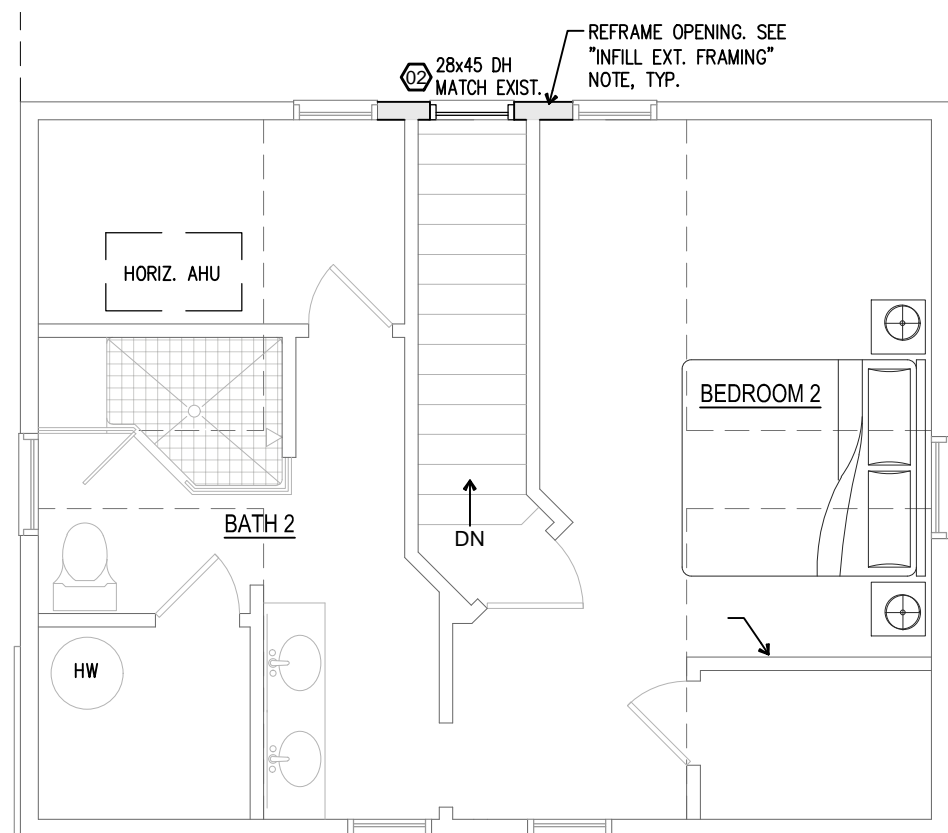 REFRAME OPENING. SEE
"INFILL EXT. FRAMING"
NOTE, TYP.
02
28x45 DH
MATCH EXIST.
HORIZ. AHU
BEDROOM 2
BATH 2
DN
HW